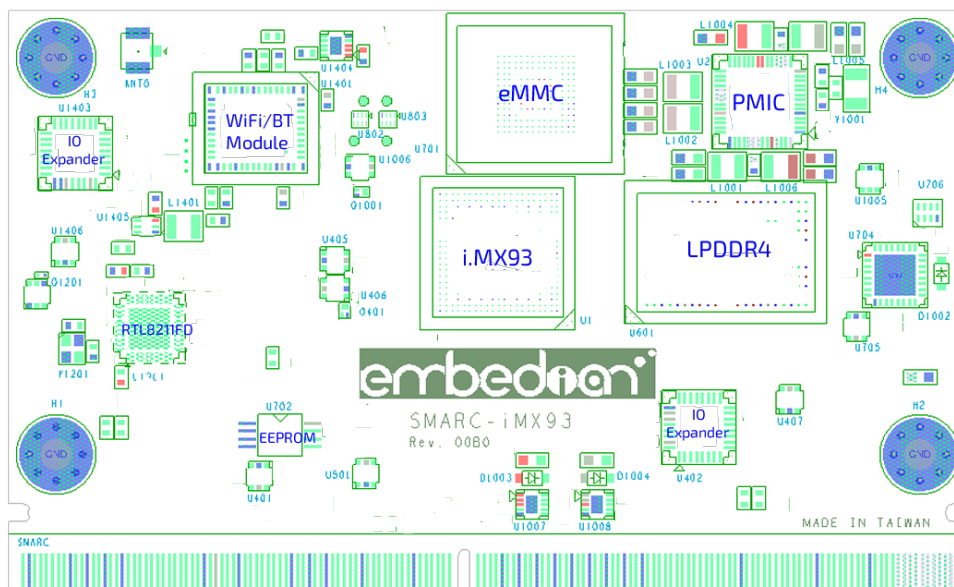 GND
H3
U1403
IO
Expander
ANT0
U1404
U1401
WiFi/BT
Module
U802
U803
U1006
Q1001
eMMC
U701
L1004
U2
L1005
L1003
PMIC
L1002
Y1001
GND
H4
L1001
L1006
U1005
U706
U1405
L1401
U1406
Q1201
U405
U406
Q401
i.MX93
U1
LPDDR4
U601
U704
D1002
U705
RTL8211FD
Y1201
embedian
SMARC-iMX93
Rev. 00B0
H1
GND
U702
EEPROM
U401
U501
D1003
D1004
U1007
U1008
IO
Expander
U402
U407
H2
GND
MADE IN TAIWAN
SMARC